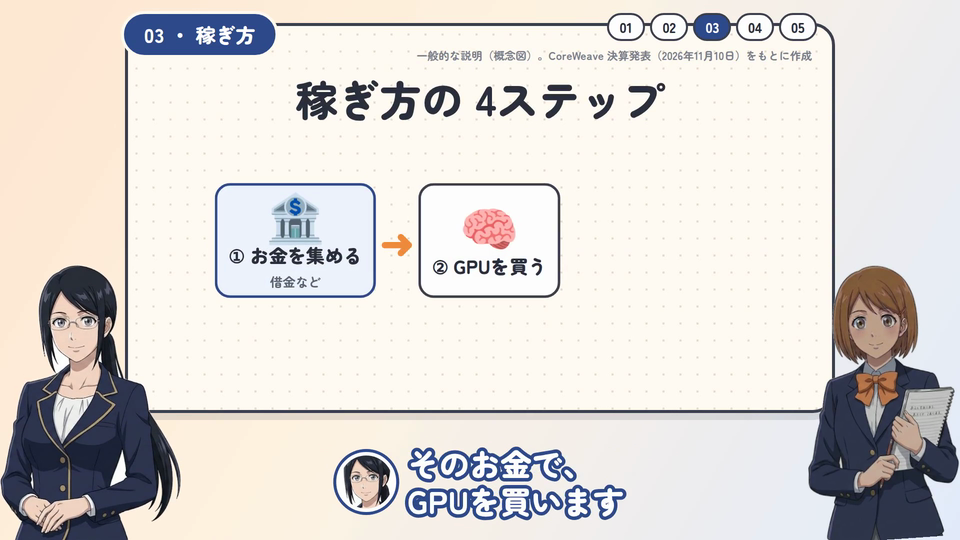 03 ・ 稼ぎ方
01 02 03 04 05
一般的な説明（概念図）。CoreWeave 決算発表（2026年11月10日）をもとに作成
稼ぎ方の 4ステップ
$
① お金を集める
借金など
② GPUを買う
そのお金で、
GPUを買います